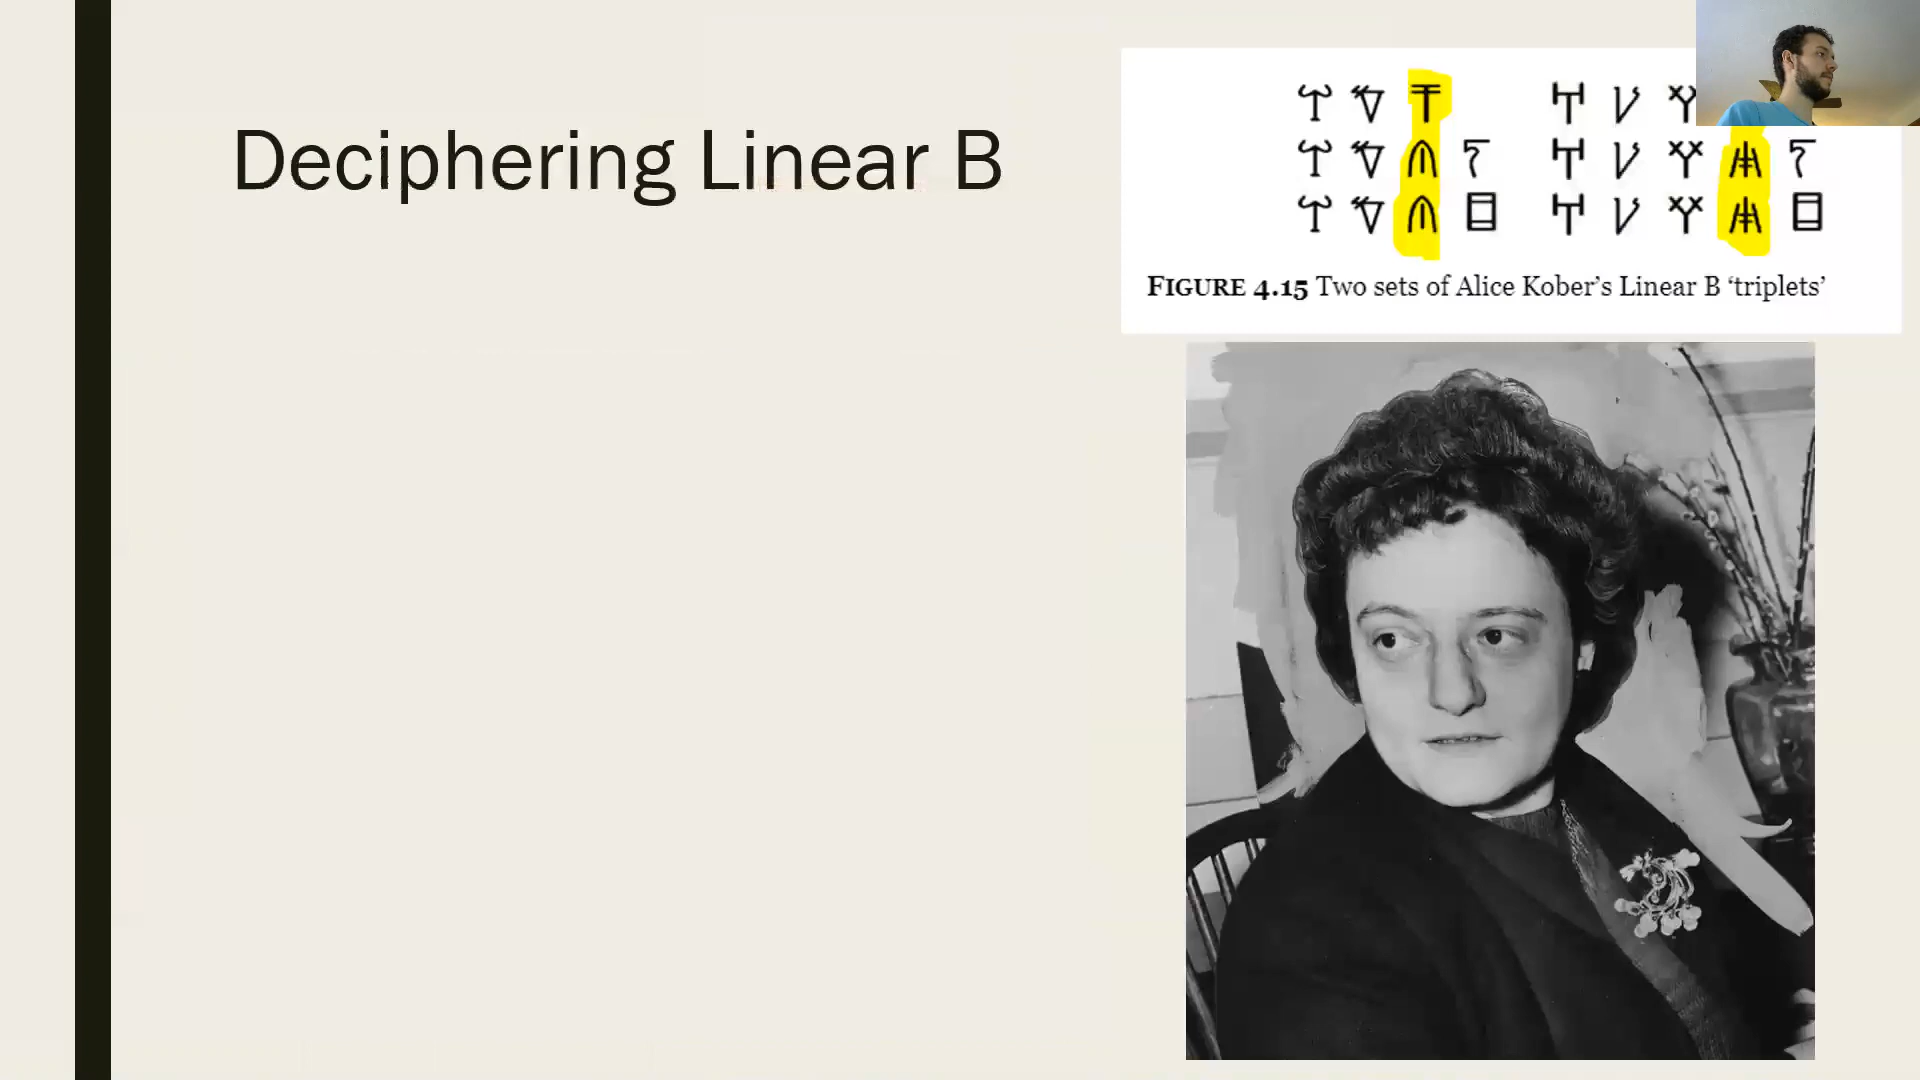 Deciphering Linear B
𐀬 𐀑 𐀵 𐀀 𐀖 𐀛
𐀬 𐀑 𐀴 𐀍 𐀀 𐀖 𐀛 𐀯 𐀍
𐀬 𐀑 𐀴 𐀊 𐀀 𐀖 𐀛 𐀯 𐀊
FIGURE 4.15 Two sets of Alice Kober’s Linear B ‘triplets’